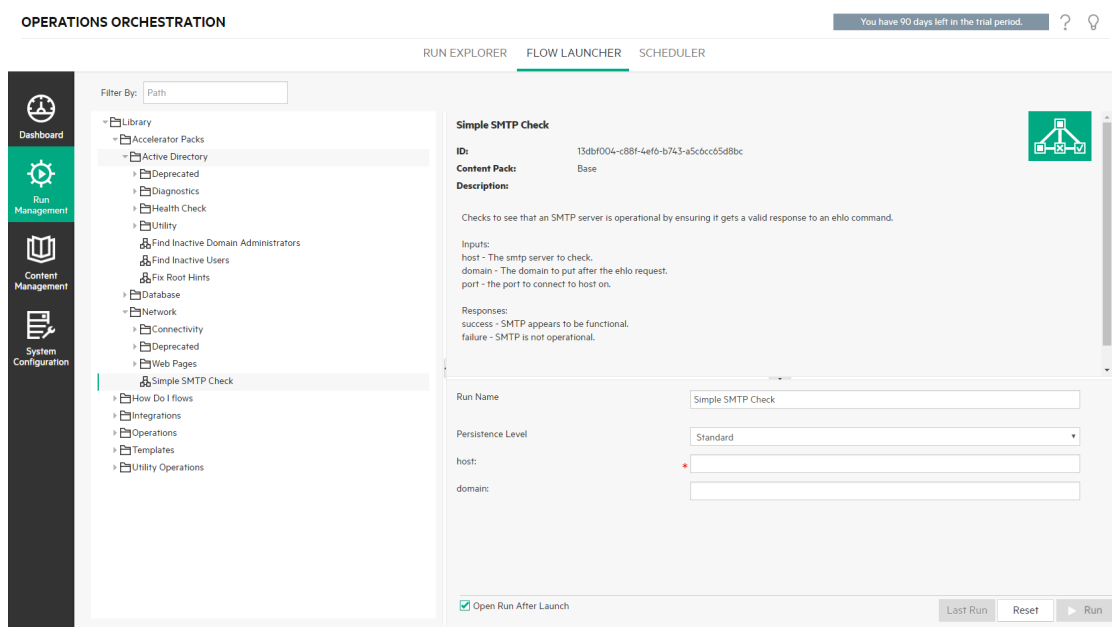 OPERATIONS ORCHESTRATION
You have 90 days left in the trial period.
RUN EXPLORER FLOW LAUNCHER SCHEDULER
Dashboard
Run
Management
Content
Management
System
Configuration
Filter By: Path
Library
Accelerator Packs
Active Directory
Deprecated
Diagnostics
Health Check
Utility
Find Inactive Domain Administrators
Find Inactive Users
Fix Root Hints
Database
Network
Connectivity
Deprecated
Web Pages
Simple SMTP Check
How Do I flows
Integrations
Operations
Templates
Utility Operations
Simple SMTP Check
ID: 13dbf004-c88f-4ef6-b743-a5c6cc65d8bc
Content Pack: Base
Description:
Checks to see that an SMTP server is operational by ensuring it gets a valid response to an ehlo command.
Inputs:
host - The smtp server to check.
domain - The domain to put after the ehlo request.
port - the port to connect to host on.
Responses:
success - SMTP appears to be functional.
failure - SMTP is not operational.
Run Name Simple SMTP Check
Persistence Level Standard
host: *
domain:
Open Run After Launch
Last Run Reset Run